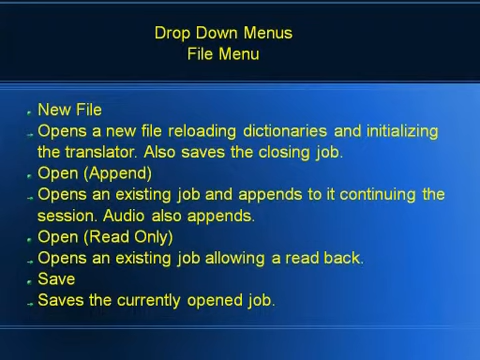 Drop Down Menus
File Menu
New File
Opens a new file reloading dictionaries and initializing
the translator. Also saves the closing job.
Open (Append)
Opens an existing job and appends to it continuing the
session. Audio also appends.
Open (Read Only)
Opens an existing job allowing a read back.
Save
Saves the currently opened job.